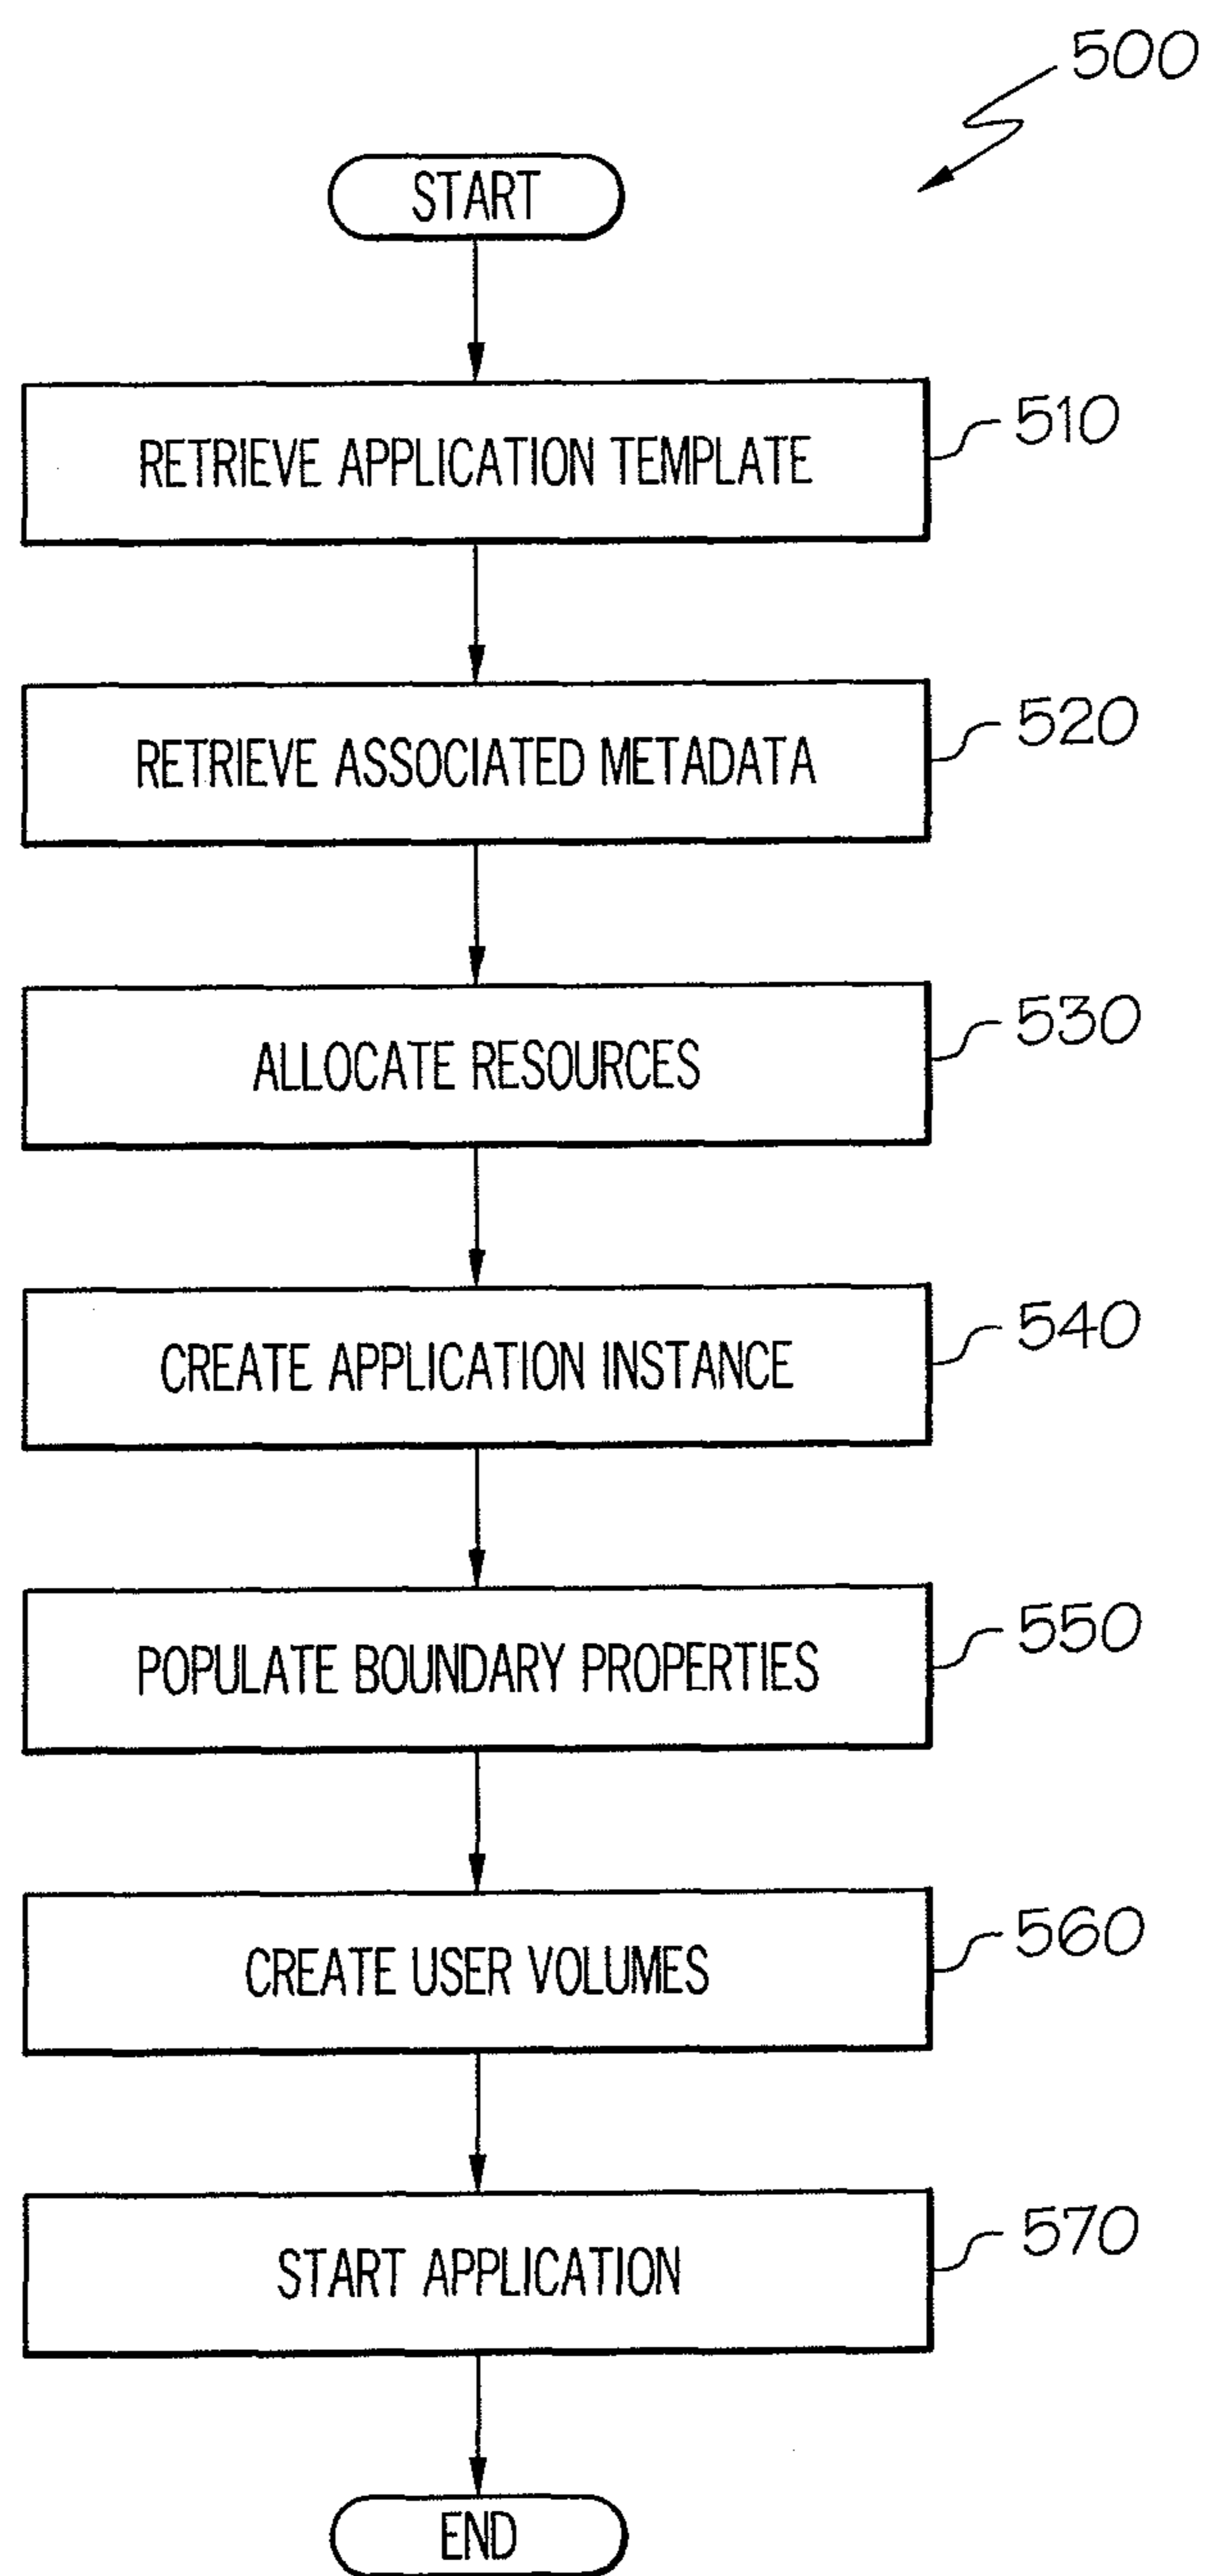 500
START
RETRIEVE APPLICATION TEMPLATE
510
RETRIEVE ASSOCIATED METADATA
520
ALLOCATE RESOURCES
530
CREATE APPLICATION INSTANCE
540
POPULATE BOUNDARY PROPERTIES
550
CREATE USER VOLUMES
560
START APPLICATION
570
END